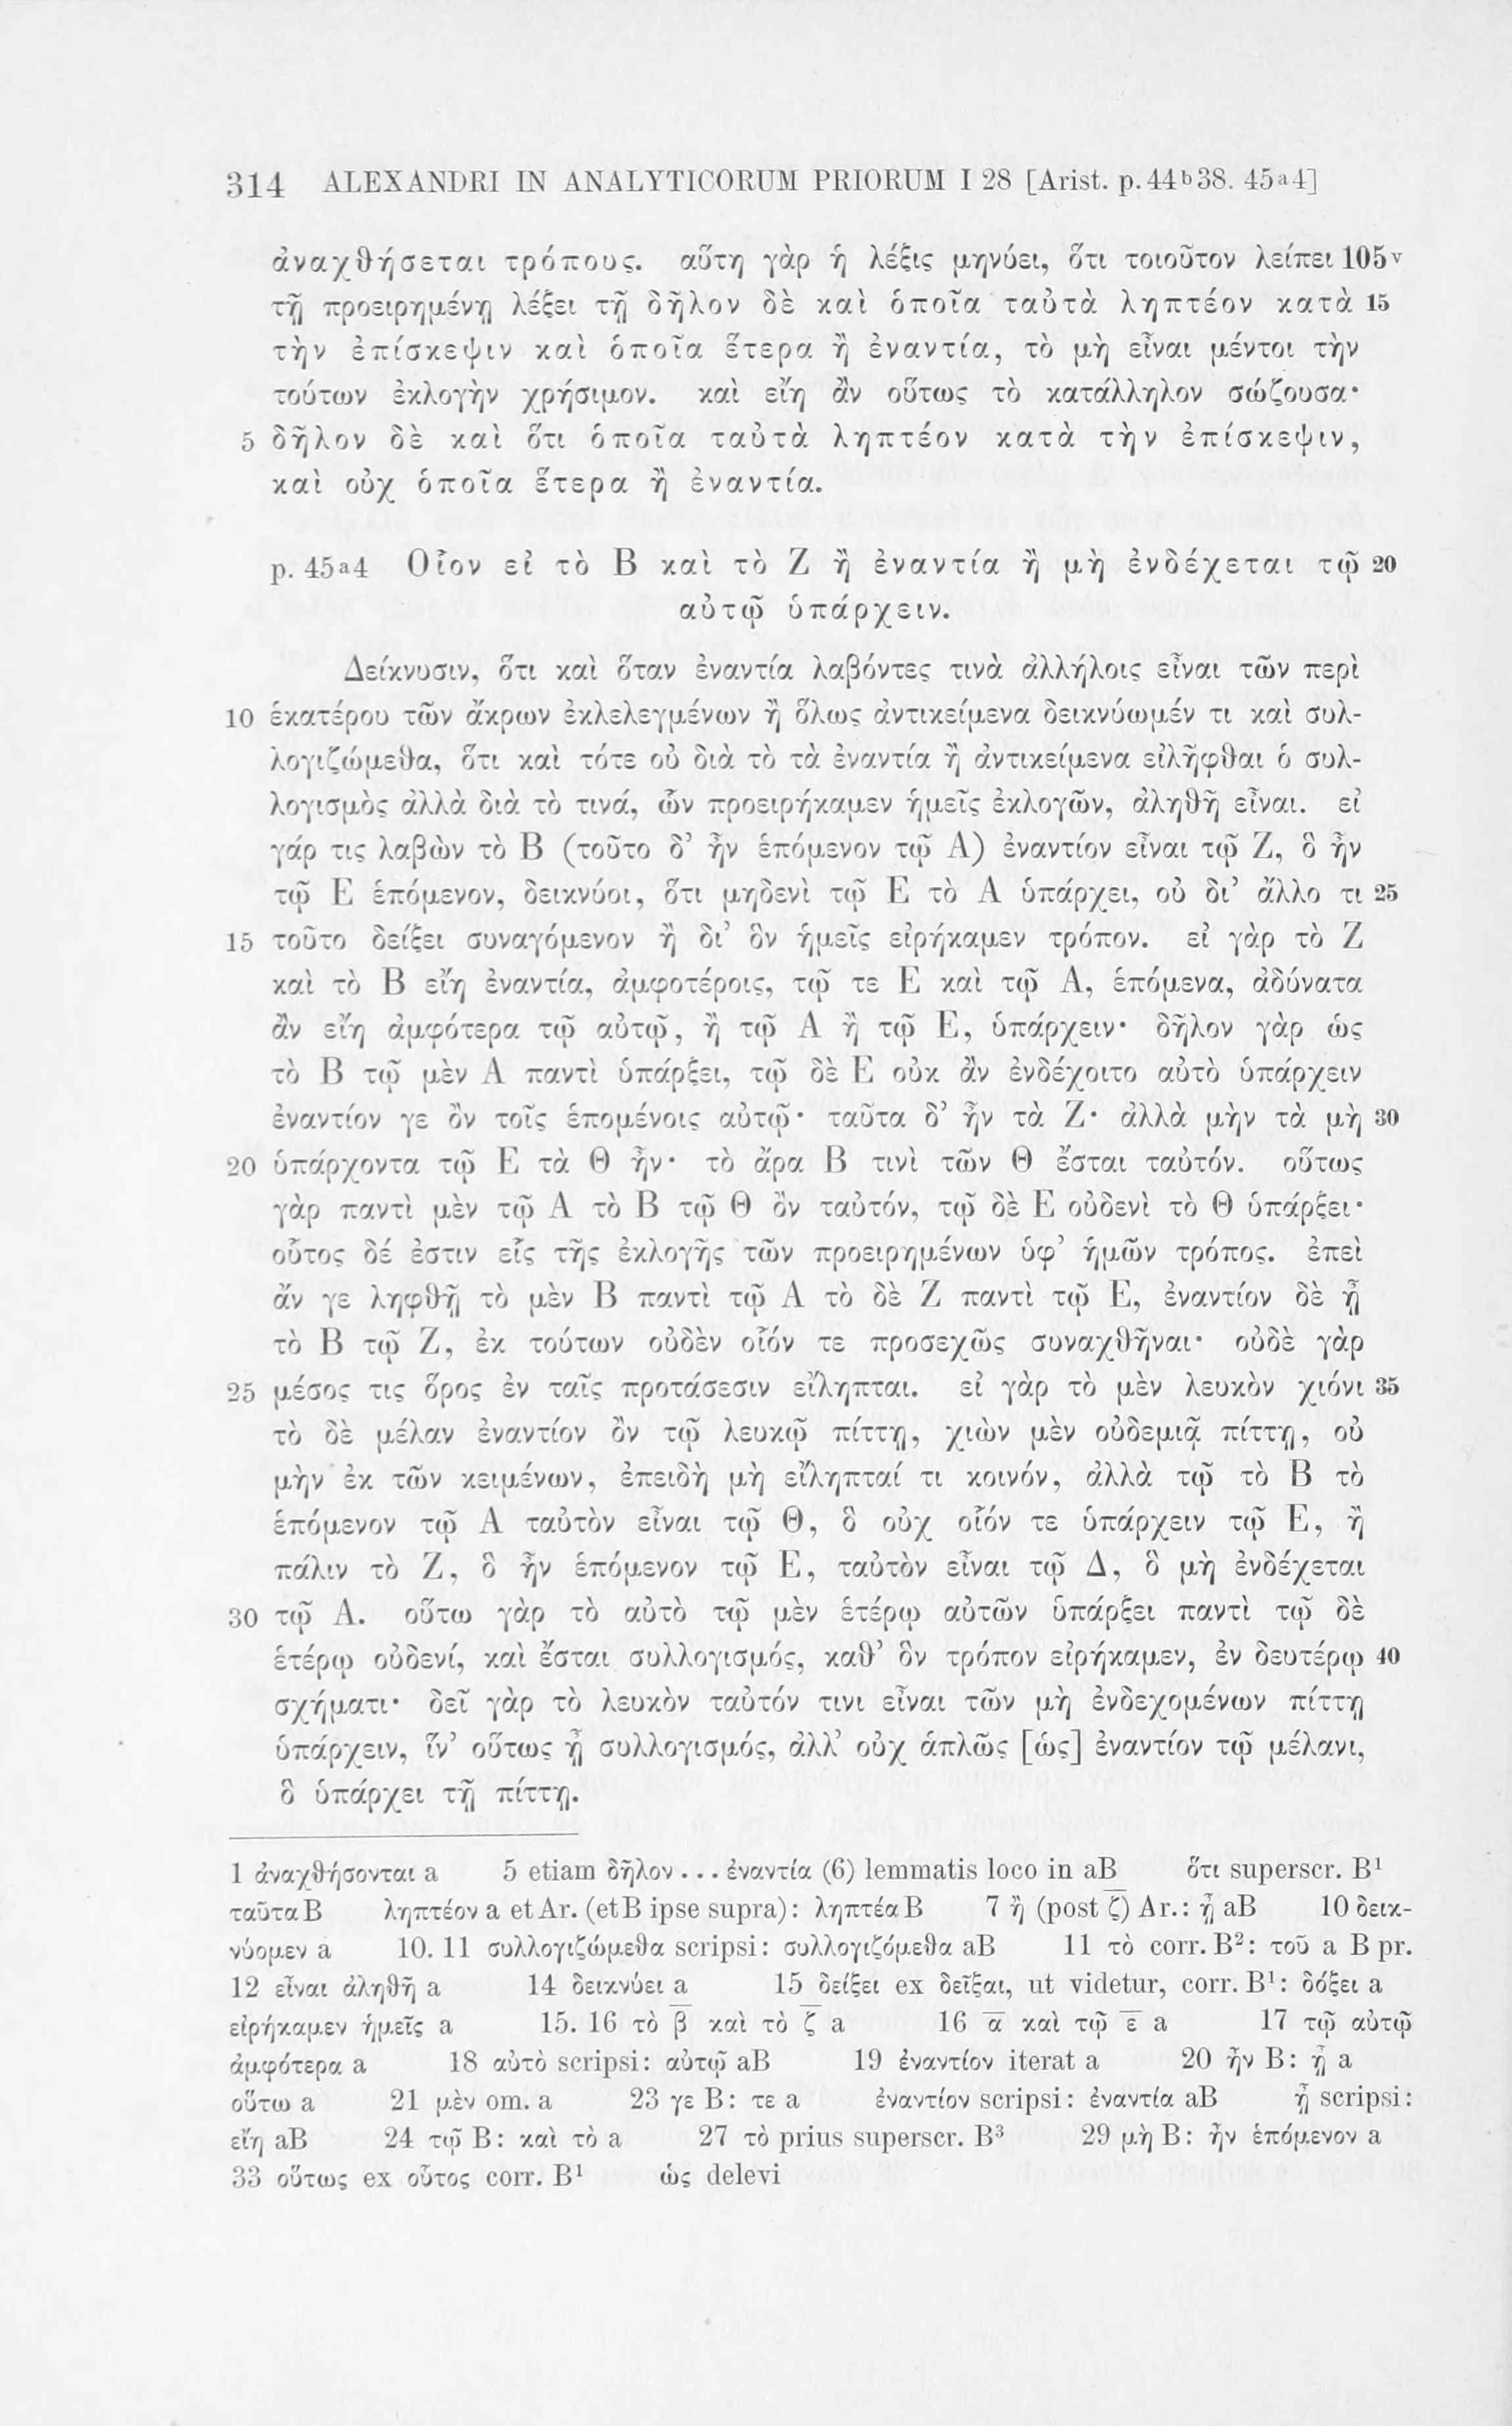 314 ALEXANDRI IN ANALYTICORUM PRIORUM I 28 [Arist. p. 44ᵇ38. 45ᵃ4]
ἀναχθήσεται τρόπους. αὕτη γὰρ ἡ λέξις μηνύει, ὅτι τοιοῦτον λείπει 105ᵛ
τῇ προειρημένῃ λέξει τῇ δῆλον δὲ καὶ ὁποῖα ταὐτὰ ληπτέον κατὰ 15
τὴν ἐπίσκεψιν καὶ ὁποῖα ἕτερα ἢ ἐναντία, τὸ μὴ εἶναι μέντοι τὴν
τούτων ἐκλογὴν χρήσιμον. καὶ εἴη ἂν οὕτως τὸ κατάλληλον σώζουσα·
5 δῆλον δὲ καὶ ὅτι ὁποῖα ταὐτὰ ληπτέον κατὰ τὴν ἐπίσκεψιν,
καὶ οὐχ ὁποῖα ἕτερα ἢ ἐναντία.
p. 45ᵃ4 Οἷον εἰ τὸ Β καὶ τὸ Ζ ἢ ἐναντία ἢ μὴ ἐνδέχεται τῷ 20
αὐτῷ ὑπάρχειν.
Δείκνυσιν, ὅτι καὶ ὅταν ἐναντία λαβόντες τινὰ ἀλλήλοις εἶναι τῶν περὶ
10 ἑκατέρου τῶν ἄκρων ἐκλελεγμένων ἢ ὅλως ἀντικείμενα δεικνύωμέν τι καὶ συλ-
λογιζώμεθα, ὅτι καὶ τότε οὐ διὰ τὸ τὰ ἐναντία ἢ ἀντικείμενα εἰλῆφθαι ὁ συλ-
λογισμὸς ἀλλὰ διὰ τὸ τινά, ὧν προειρήκαμεν ἡμεῖς ἐκλογῶν, ἀληθῆ εἶναι. εἰ
γάρ τις λαβὼν τὸ Β (τοῦτο δ’ ἦν ἑπόμενον τῷ Α) ἐναντίον εἶναι τῷ Ζ, ὃ ἦν
τῷ Ε ἑπόμενον, δεικνύοι, ὅτι μηδενὶ τῷ Ε τὸ Α ὑπάρχει, οὐ δι’ ἄλλο τι 25
15 τοῦτο δείξει συναγόμενον ἢ δι’ ὃν ἡμεῖς εἰρήκαμεν τρόπον. εἰ γὰρ τὸ Ζ
καὶ τὸ Β εἴη ἐναντία, ἀμφοτέροις, τῷ τε Ε καὶ τῷ Α, ἑπόμενα, ἀδύνατα
ἂν εἴη ἀμφότερα τῷ αὐτῷ, ἢ τῷ Α ἢ τῷ Ε, ὑπάρχειν· δῆλον γὰρ ὡς
τὸ Β τῷ μὲν Α παντὶ ὑπάρξει, τῷ δὲ Ε οὐκ ἂν ἐνδέχοιτο αὐτὸ ὑπάρχειν
ἐναντίον γε ὂν τοῖς ἑπομένοις αὐτῷ· ταῦτα δ’ ἦν τὰ Ζ· ἀλλὰ μὴν τὰ μὴ 30
20 ὑπάρχοντα τῷ Ε τὰ Θ ἦν· τὸ ἄρα Β τινὶ τῶν Θ ἔσται ταὐτόν. οὕτως
γὰρ παντὶ μὲν τῷ Α τὸ Β τῷ Θ ὂν ταὐτόν, τῷ δὲ Ε οὐδενὶ τὸ Θ ὑπάρξει·
οὗτος δέ ἐστιν εἷς τῆς ἐκλογῆς τῶν προειρημένων ὑφ’ ἡμῶν τρόπος. ἐπεὶ
ἄν γε ληφθῇ τὸ μὲν Β παντὶ τῷ Α τὸ δὲ Ζ παντὶ τῷ Ε, ἐναντίον δὲ ᾖ
τὸ Β τῷ Ζ, ἐκ τούτων οὐδὲν οἷόν τε προσεχῶς συναχθῆναι· οὐδὲ γὰρ
25 μέσος τις ὅρος ἐν ταῖς προτάσεσιν εἴληπται. εἰ γὰρ τὸ μὲν λευκὸν χιόνι 35
τὸ δὲ μέλαν ἐναντίον ὂν τῷ λευκῷ πίττῃ, χιὼν μὲν οὐδεμιᾷ πίττῃ, οὐ
μὴν ἐκ τῶν κειμένων, ἐπειδὴ μὴ εἴληπταί τι κοινόν, ἀλλὰ τῷ τὸ Β τὸ
ἑπόμενον τῷ Α ταὐτὸν εἶναι τῷ Θ, ὃ οὐχ οἷόν τε ὑπάρχειν τῷ Ε, ἢ
πάλιν τὸ Ζ, ὃ ἦν ἑπόμενον τῷ Ε, ταὐτὸν εἶναι τῷ Δ, ὃ μὴ ἐνδέχεται
30 τῷ Α. οὕτω γὰρ τὸ αὐτὸ τῷ μὲν ἑτέρῳ αὐτῶν ὑπάρξει παντὶ τῷ δὲ
ἑτέρῳ οὐδενί, καὶ ἔσται συλλογισμός, καθ’ ὃν τρόπον εἰρήκαμεν, ἐν δευτέρῳ 40
σχήματι· δεῖ γὰρ τὸ λευκὸν ταὐτόν τινι εἶναι τῶν μὴ ἐνδεχομένων πίττῃ
ὑπάρχειν, ἵν’ οὕτως ᾖ συλλογισμός, ἀλλ’ οὐχ ἁπλῶς [ὡς] ἐναντίον τῷ μέλανι,
ὃ ὑπάρχει τῇ πίττῃ.
1 ἀναχθήσονται a 5 etiam δῆλον . . . ἐναντία (6) lemmatis loco in aB ὅτι superscr. B¹
ταῦτα B ληπτέον a et Ar. (et B ipse supra): ληπτέα B 7 ἢ (post ζ̅) Ar.: ᾖ aB 10 δεικ-
νύομεν a 10. 11 συλλογιζώμεθα scripsi: συλλογιζόμεθα aB 11 τὸ corr. B²: τοῦ a B pr.
12 εἶναι ἀληθῆ a 14 δεικνύει a 15 δείξει ex δεῖξαι, ut videtur, corr. B¹: δόξει a
εἰρήκαμεν ἡμεῖς a 15. 16 τὸ β̅ καὶ τὸ ζ̅ a 16 α̅ καὶ τῷ ε̅ a 17 τῷ αὐτῷ
ἀμφότερα a 18 αὐτὸ scripsi: αὐτῷ aB 19 ἐναντίον iterat a 20 ἦν B: ᾖ a
οὕτω a 21 μὲν om. a 23 γε B: τε a ἐναντίον scripsi: ἐναντία aB ᾖ scripsi:
εἴη aB 24 τῷ B: καὶ τὸ a 27 τὸ prius superscr. B³ 29 μὴ B: ἦν ἑπόμενον a
33 οὕτως ex οὗτος corr. B¹ ὡς delevi